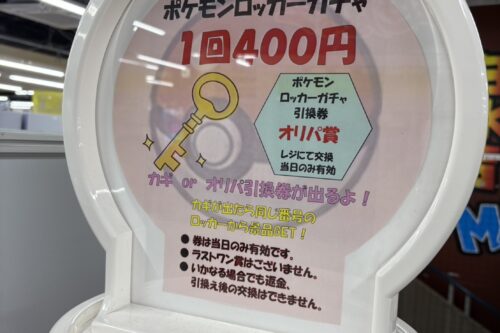 ポケモンロッカーガチャ
1回400円
ポケモン
ロッカーガチャ
引換券
オリパ賞
レジにて交換
当日のみ有効
カギ or オリパ引換券が出るよ！
カギが出たら同じ番号の
ロッカーから景品GET！
● 券は当日のみ有効です。
● ラストワン賞はございません。
● いかなる場合でも返金、
引換え後の交換はできません。